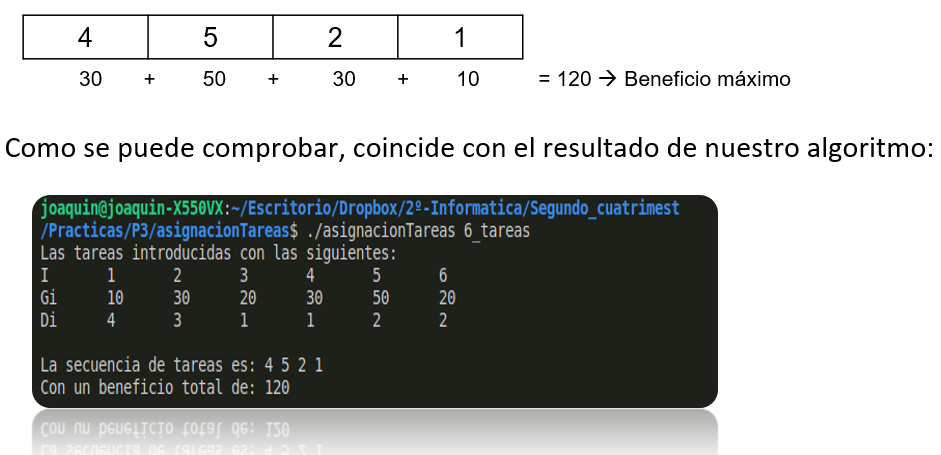 4 5 2 1
30 + 50 + 30 + 10 = 120 → Beneficio máximo
Como se puede comprobar, coincide con el resultado de nuestro algoritmo:
joaquin@joaquin-X550VX:~/Escritorio/Dropbox/2º-Informatica/Segundo_cuatrimest
/Practicas/P3/asignacionTareas$ ./asignacionTareas 6_tareas
Las tareas introducidas con las siguientes:
I 1 2 3 4 5 6
Gi 10 30 20 30 50 20
Di 4 3 1 1 2 2
La secuencia de tareas es: 4 5 2 1
Con un beneficio total de: 120